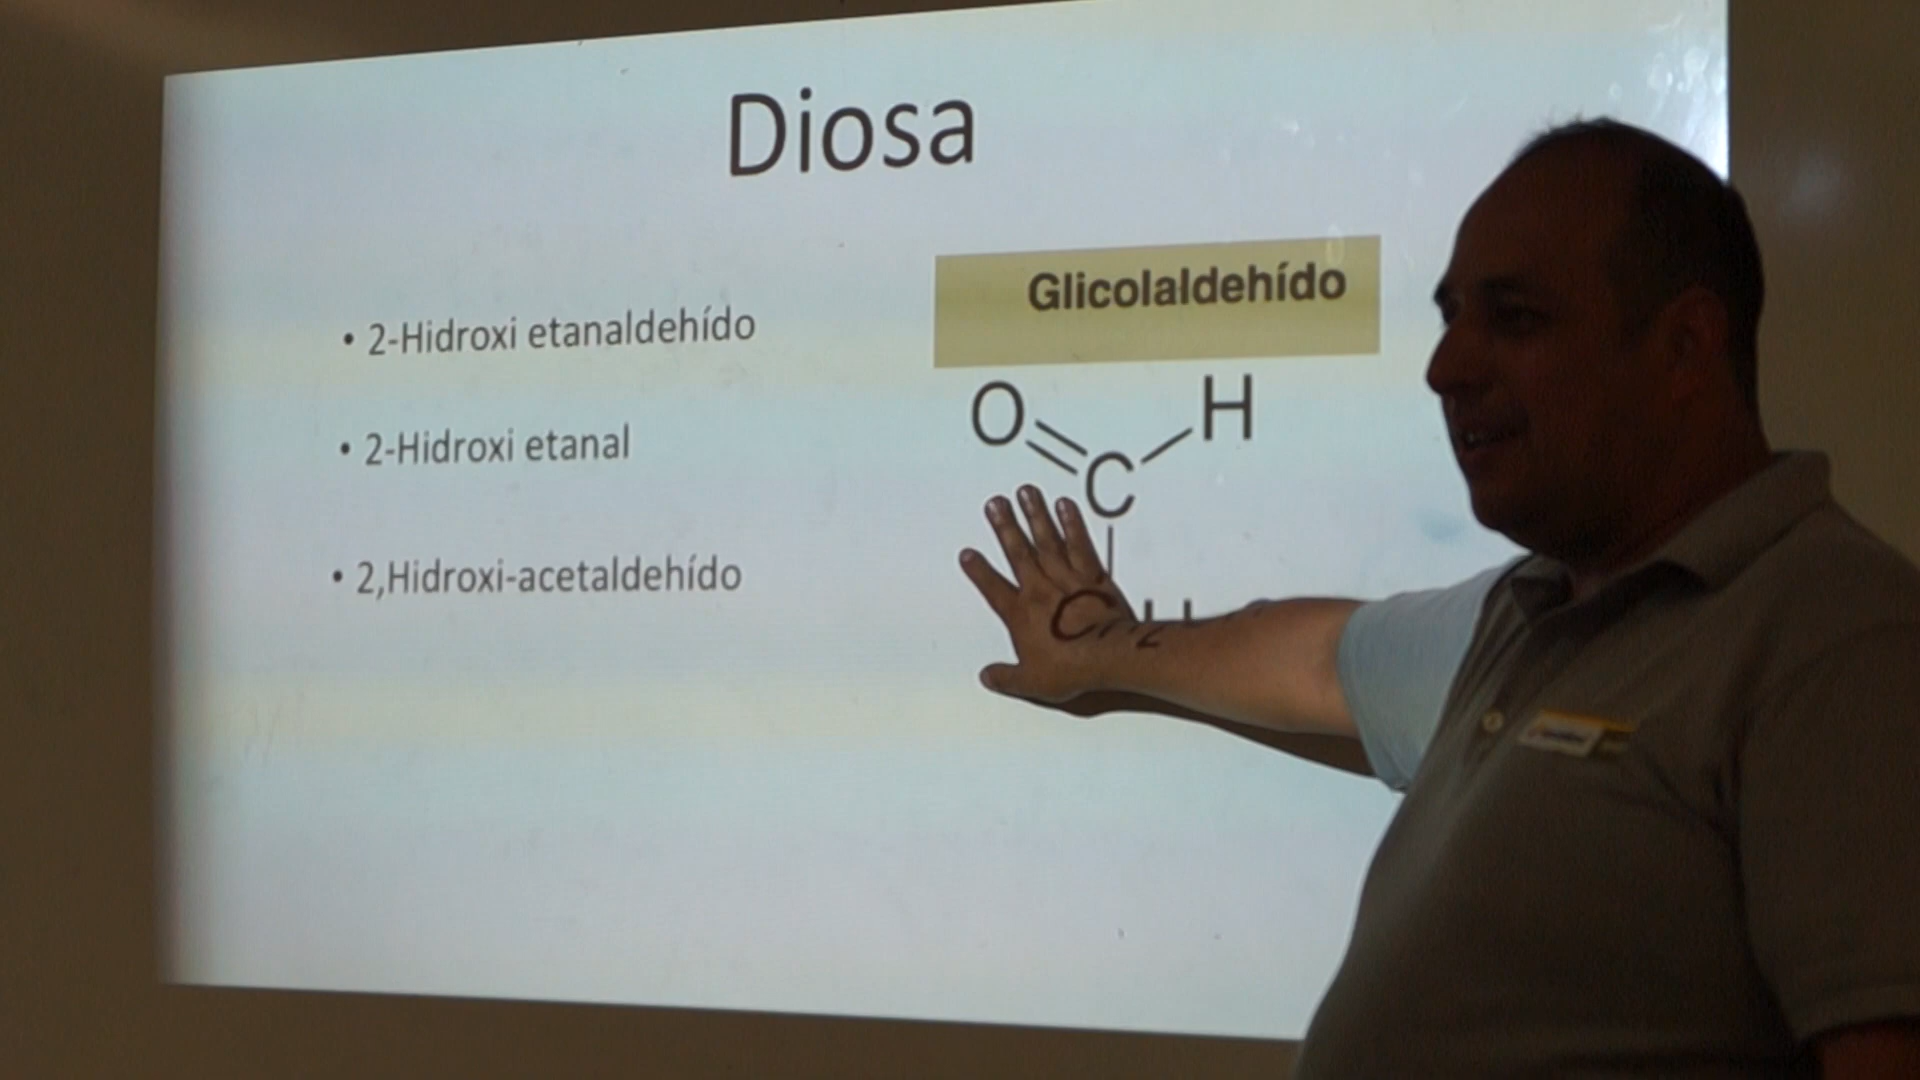 Diosa
• 2-Hidroxi etanaldehído
• 2-Hidroxi etanal
• 2,Hidroxi-acetaldehído
Glicolaldehído
O H
C